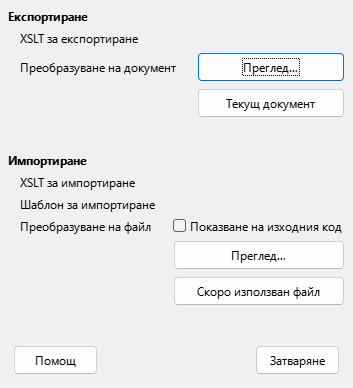 Експортиране
XSLT за експортиране
Преобразуване на документ
Преглед...
Текущ документ
Импортиране
XSLT за импортиране
Шаблон за импортиране
Преобразуване на файл
Показване на изходния код
Преглед...
Скоро използван файл
Помощ
Затваряне